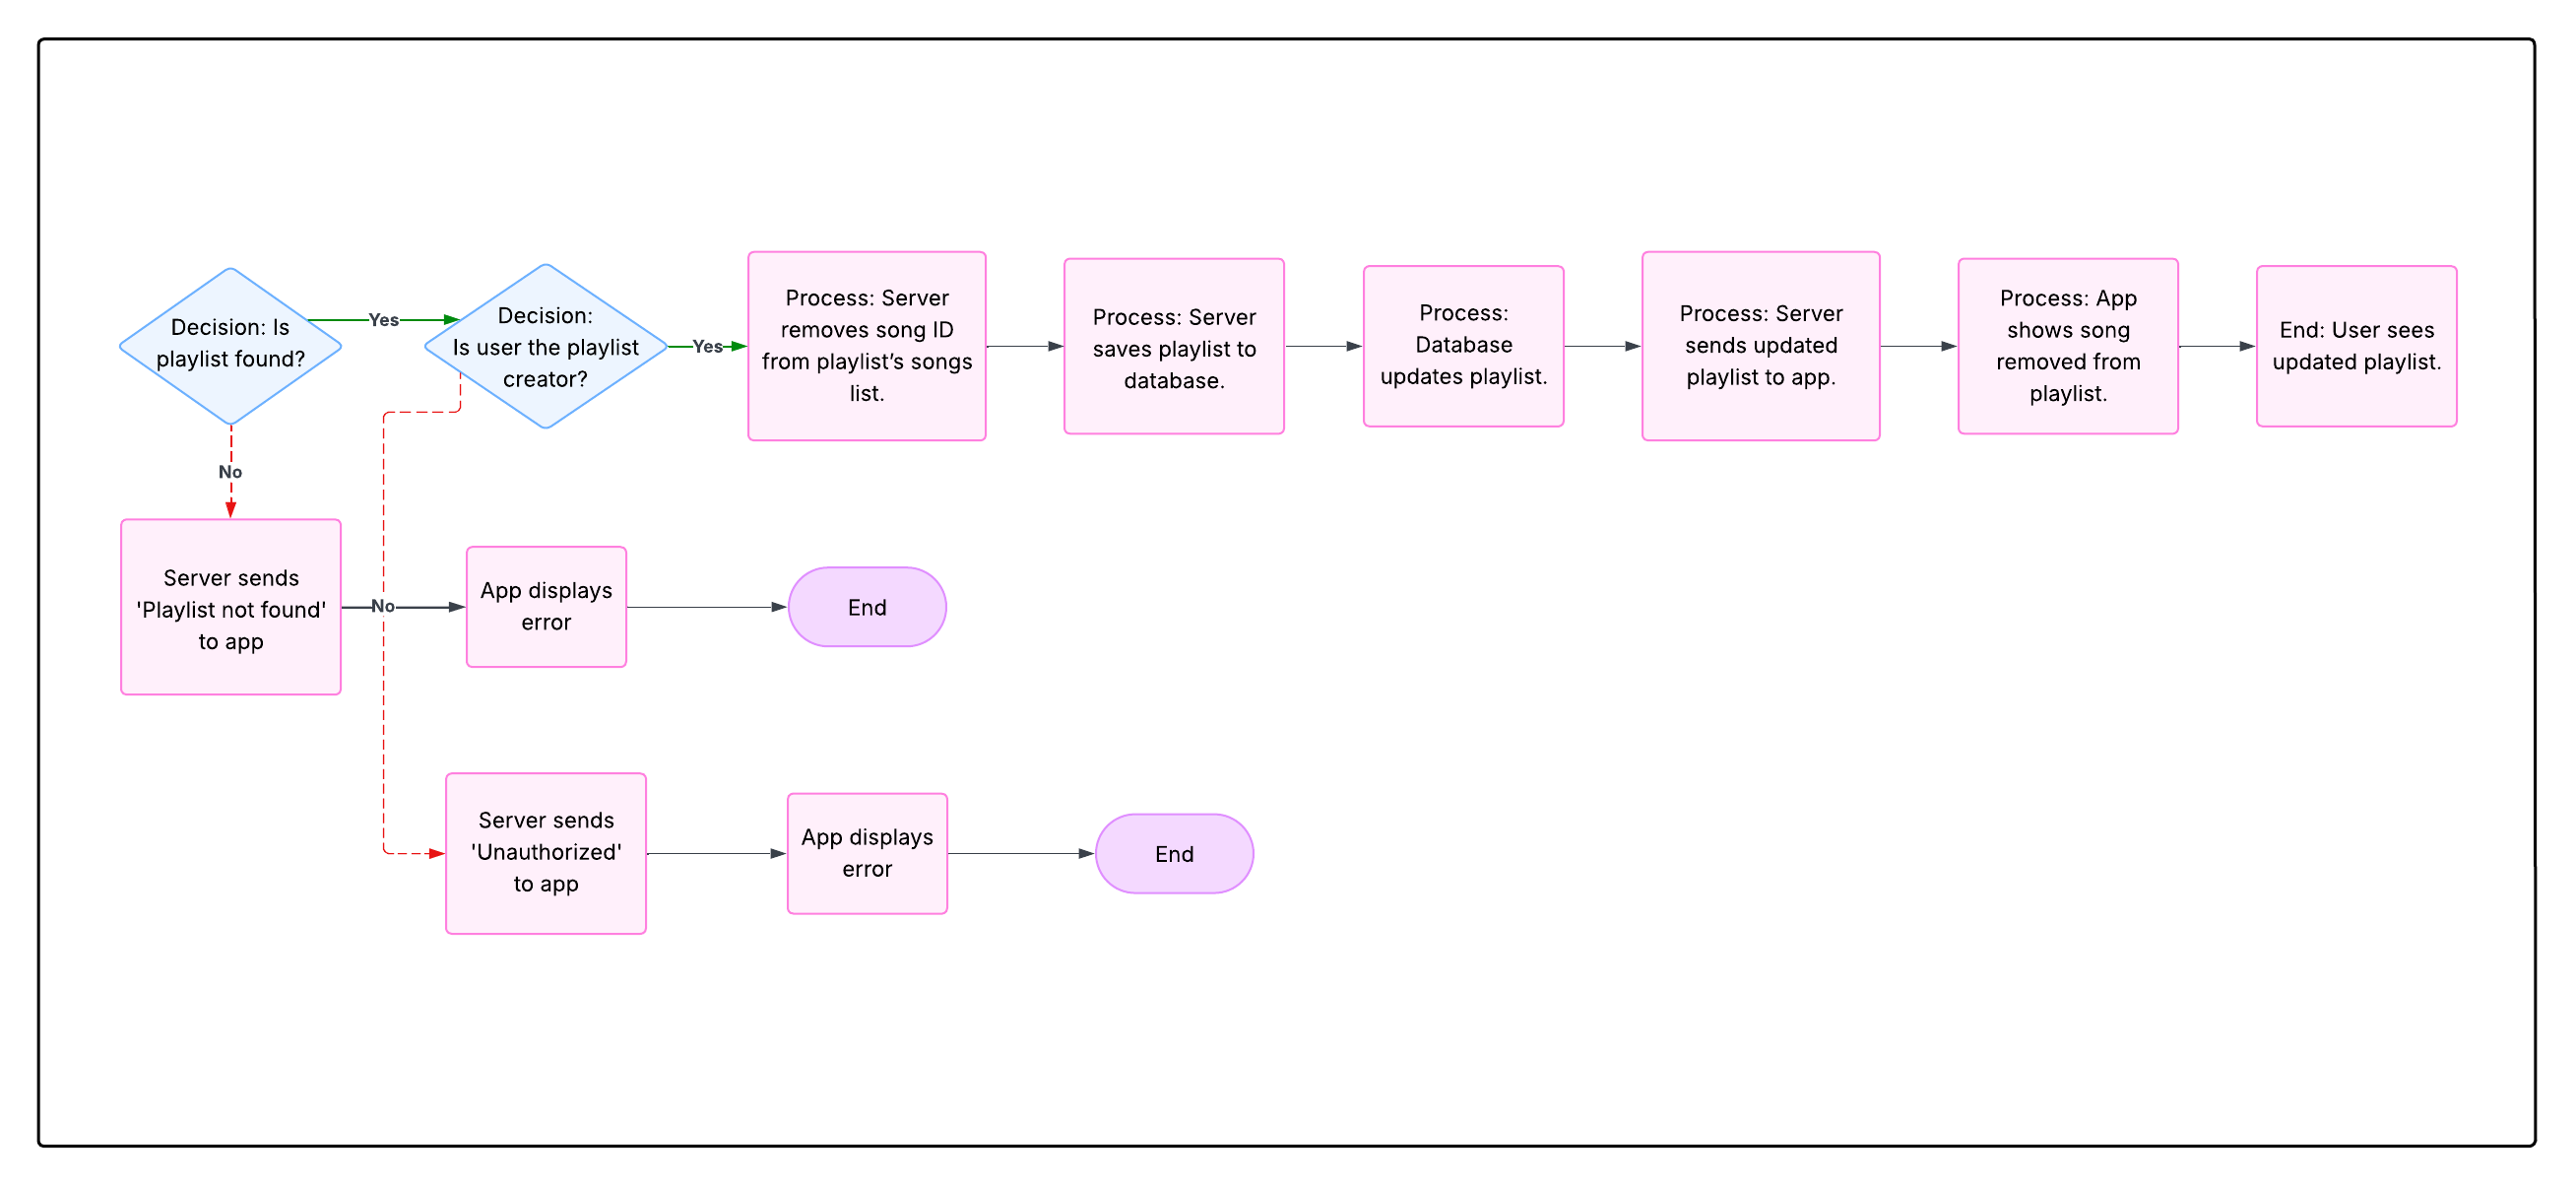 Decision: Is
playlist found?
Yes
Decision:
Is user the playlist
creator?
Yes
Process: Server
removes song ID
from playlist’s songs
list.
Process: Server
saves playlist to
database.
Process:
Database
updates playlist.
Process: Server
sends updated
playlist to app.
Process: App
shows song
removed from
playlist.
End: User sees
updated playlist.
No
Server sends
'Playlist not found'
to app
No
App displays
error
End
Server sends
'Unauthorized'
to app
App displays
error
End